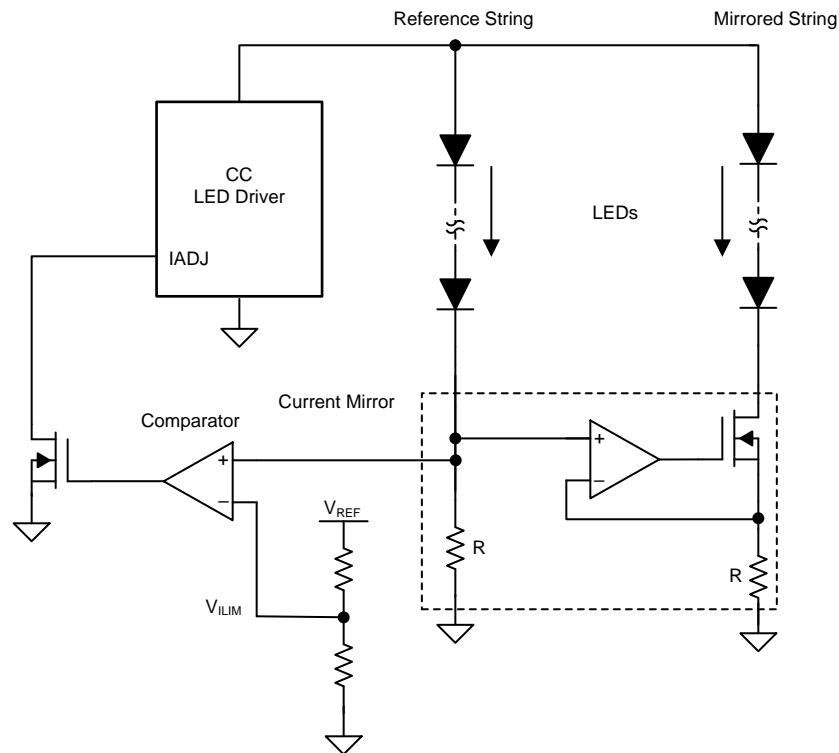 Reference String
Mirrored String
CC
LED Driver
LEDs
IADJ
Current Mirror
Comparator
+
−
+
−
VREF
R
R
VILIM